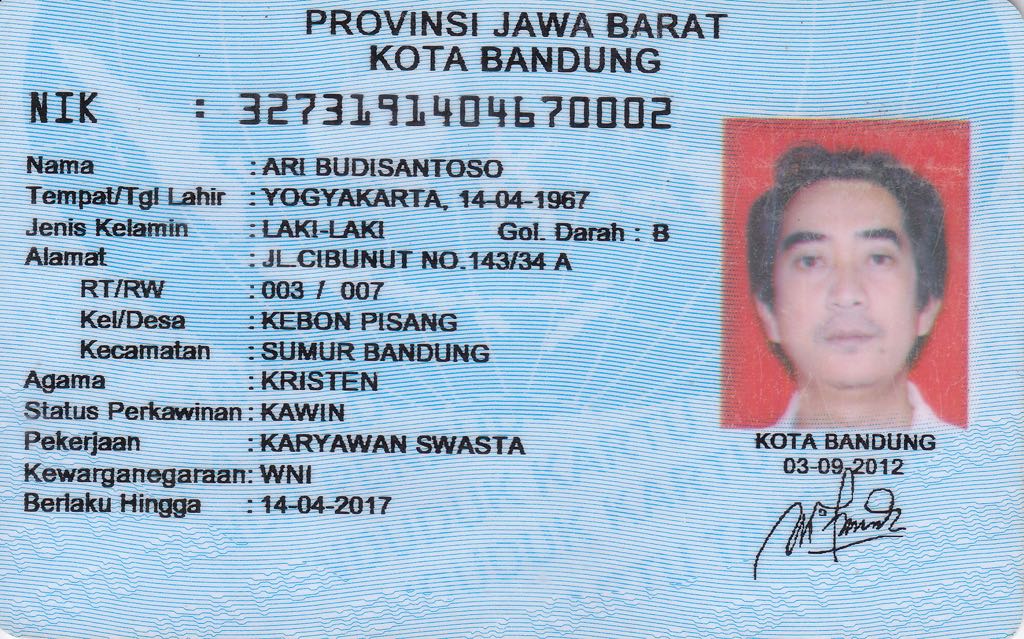 PROVINSI JAWA BARAT
KOTA BANDUNG
NIK : 3273191404670002
Nama : ARI BUDISANTOSO
Tempat/Tgl Lahir : YOGYAKARTA, 14-04-1967
Jenis Kelamin : LAKI-LAKI Gol. Darah : B
Alamat : JL.CIBUNUT NO.143/34 A
RT/RW : 003 / 007
Kel/Desa : KEBON PISANG
Kecamatan : SUMUR BANDUNG
Agama : KRISTEN
Status Perkawinan : KAWIN
Pekerjaan : KARYAWAN SWASTA
Kewarganegaraan : WNI
Berlaku Hingga : 14-04-2017
KOTA BANDUNG
03-09-2012